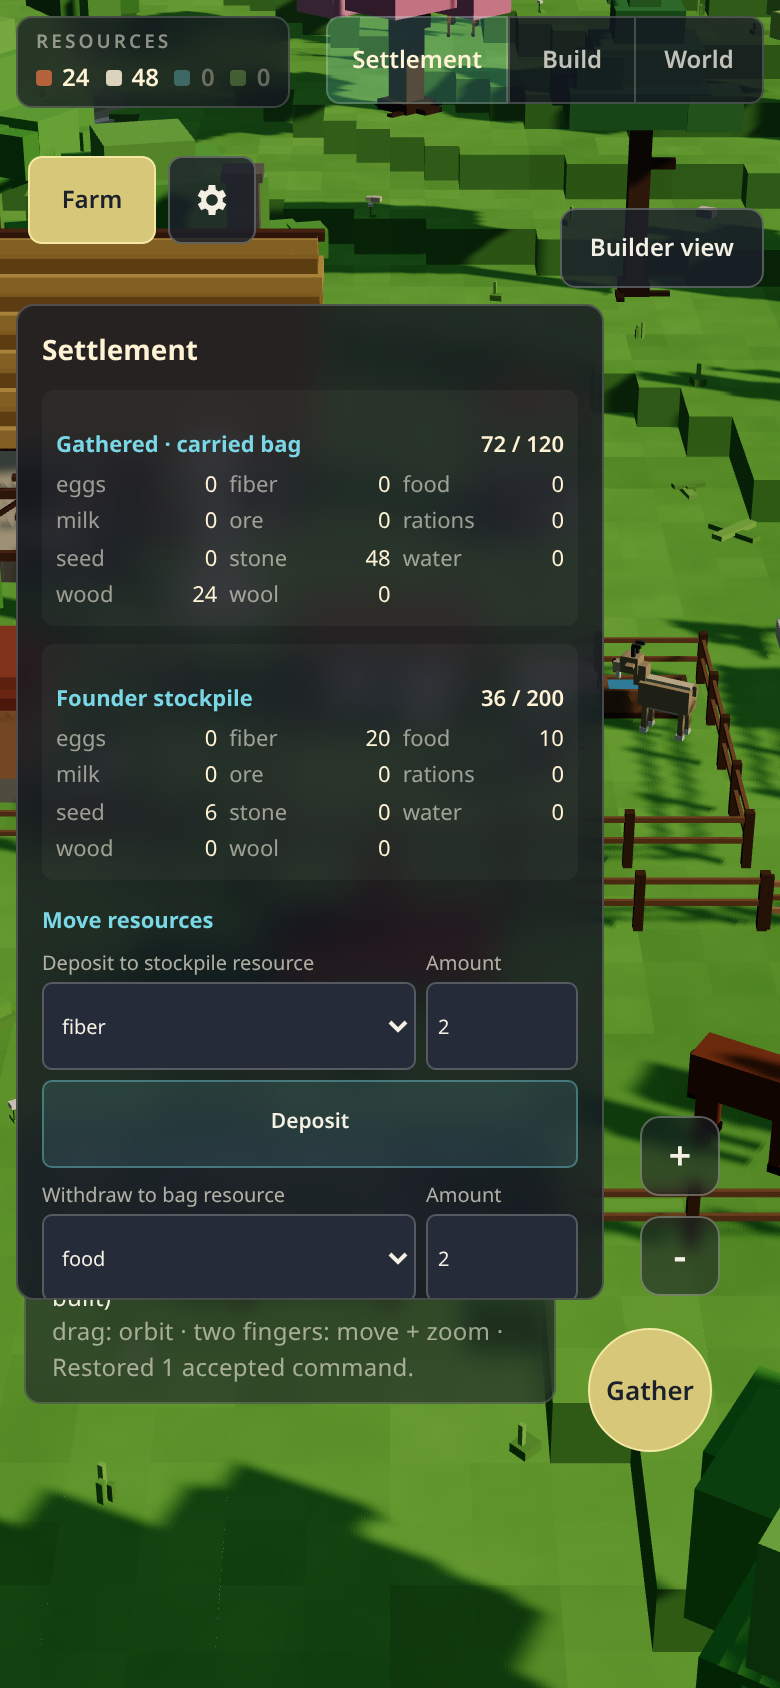 RESOURCES
24 48 0 0
Settlement Build World
Farm
Builder view
Settlement
Gathered · carried bag 72 / 120
eggs 0 fiber 0 food 0
milk 0 ore 0 rations 0
seed 0 stone 48 water 0
wood 24 wool 0
Founder stockpile 36 / 200
eggs 0 fiber 20 food 10
milk 0 ore 0 rations 0
seed 6 stone 0 water 0
wood 0 wool 0
Move resources
Deposit to stockpile resource Amount
fiber 2
Deposit
Withdraw to bag resource Amount
food 2
+
-
built)
drag: orbit · two fingers: move + zoom ·
Restored 1 accepted command.
Gather